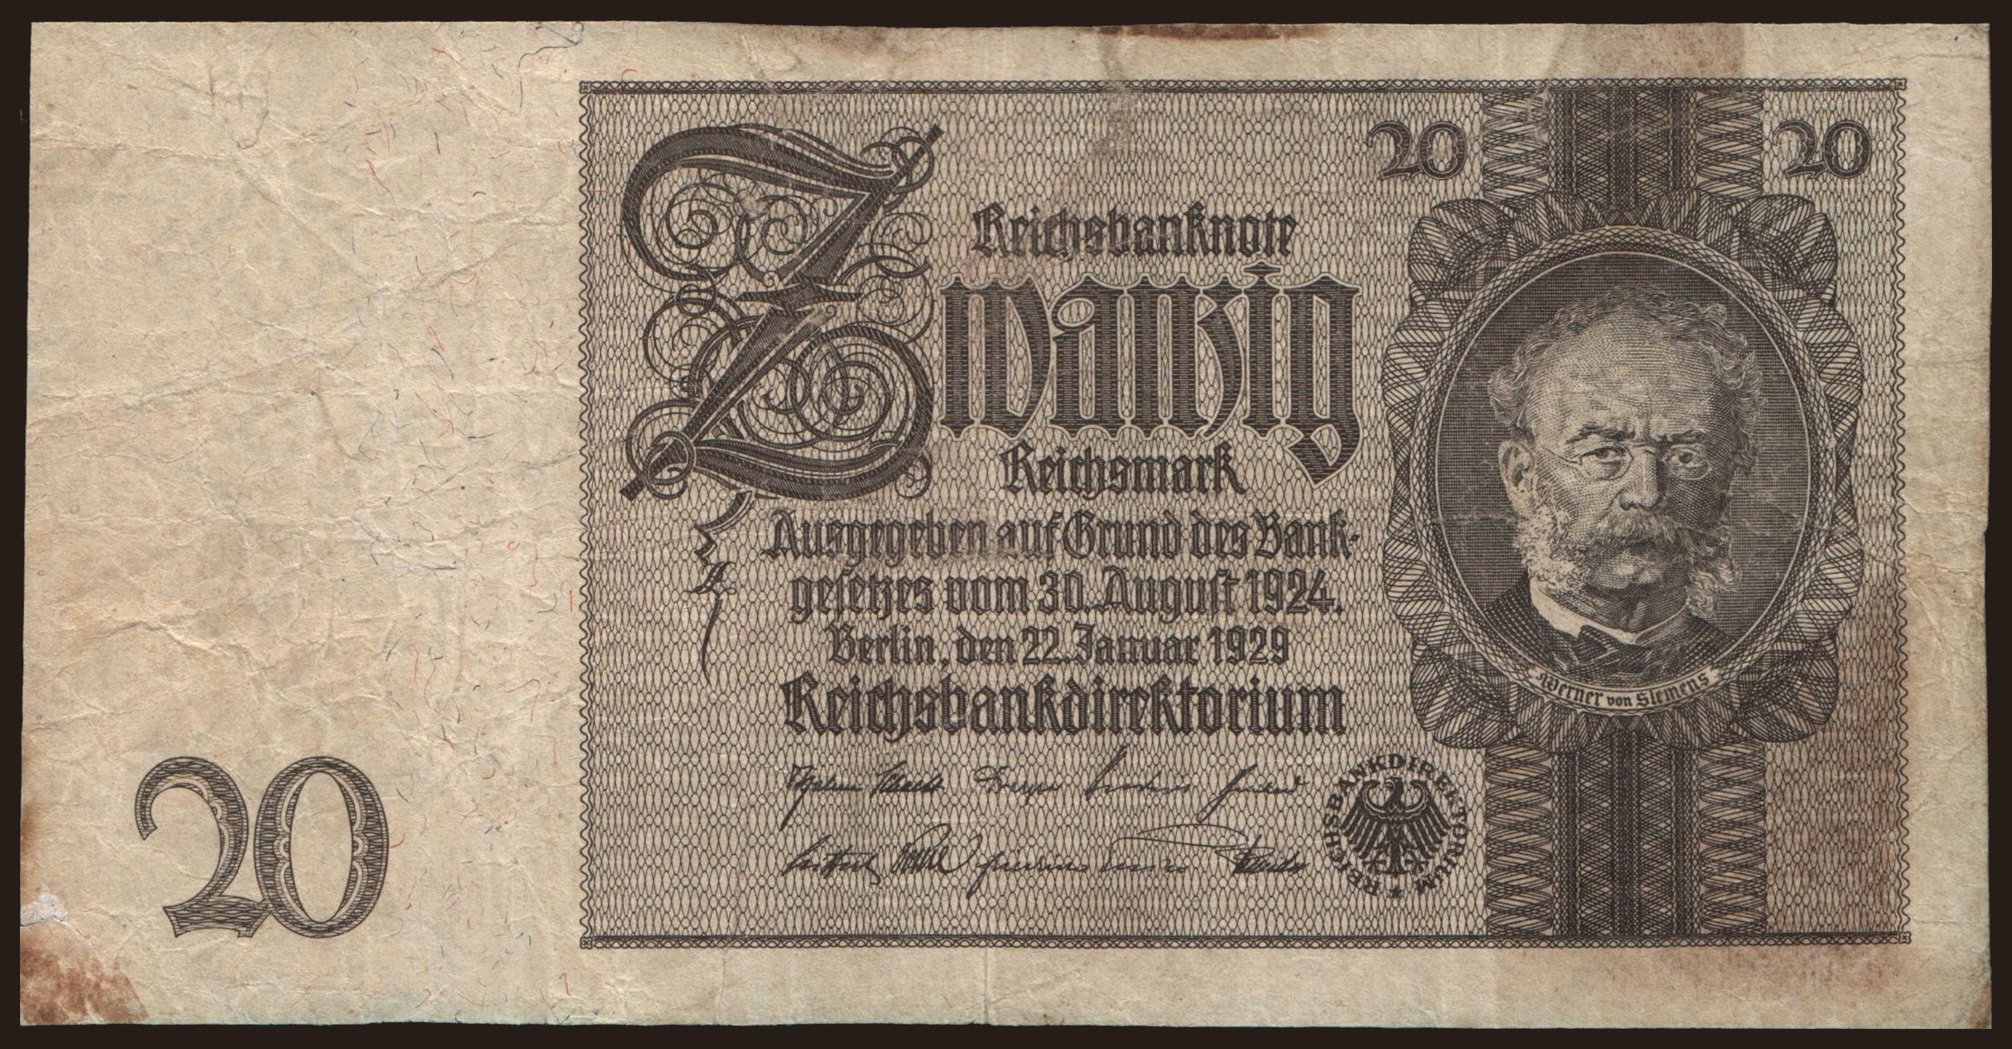 20 20
Reichsbanknote
Zwanzig
Reichsmark
Ausgegeben auf Grund des Bank-
gesetzes vom 30. August 1924.
Berlin, den 22. Januar 1929
Reichsbankdirektorium
Werner von Siemens
REICHSBANKDIREKTORIUM
20